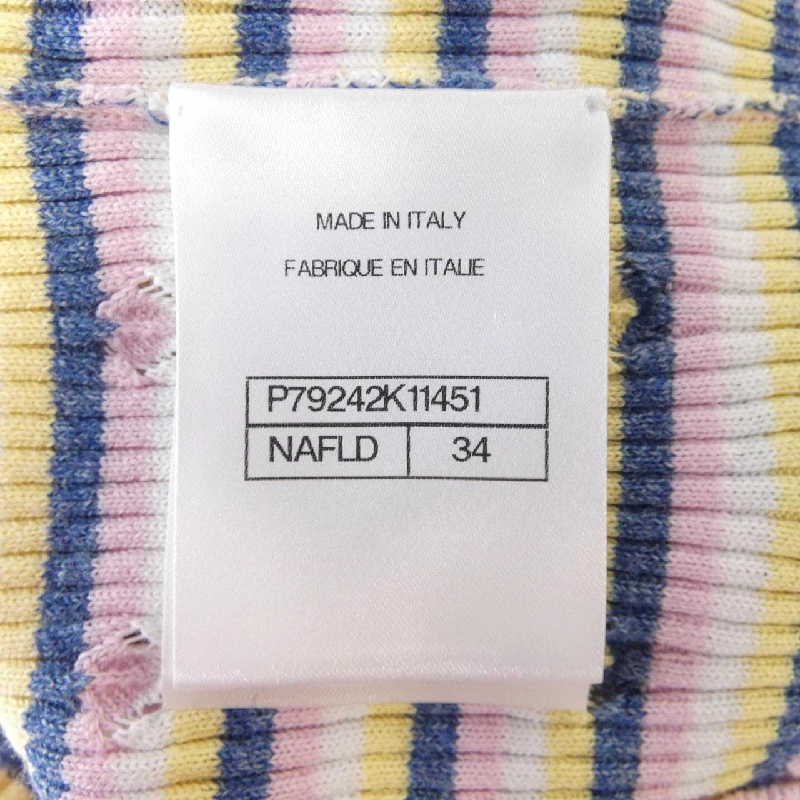 MADE IN ITALY
FABRIQUE EN ITALIE
P79242K11451
NAFLD 34